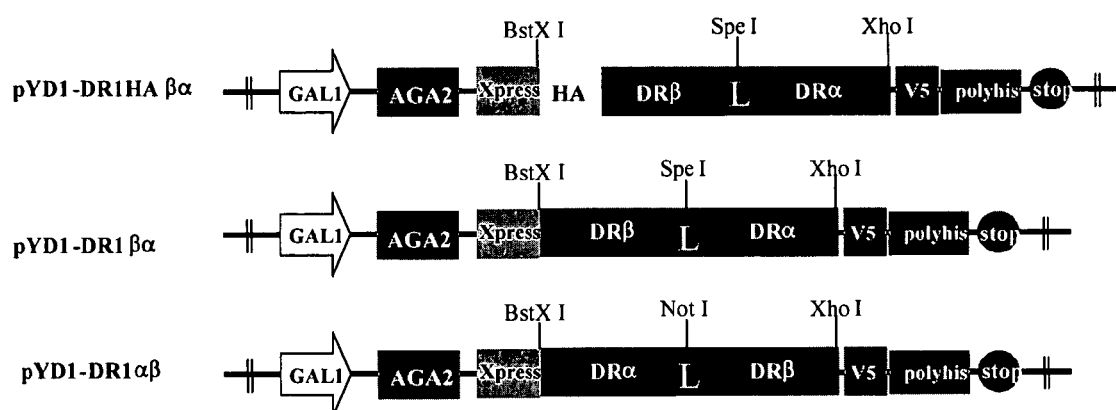 BstX I Spe I Xho I
pYD1-DR1HA βα GAL1 AGA2 Xpress HA DRβ L DRα V5 polyhis stop
BstX I Spe I Xho I
pYD1-DR1 βα GAL1 AGA2 Xpress DRβ L DRα V5 polyhis stop
BstX I Not I Xho I
pYD1-DR1αβ GAL1 AGA2 Xpress DRα L DRβ V5 polyhis stop